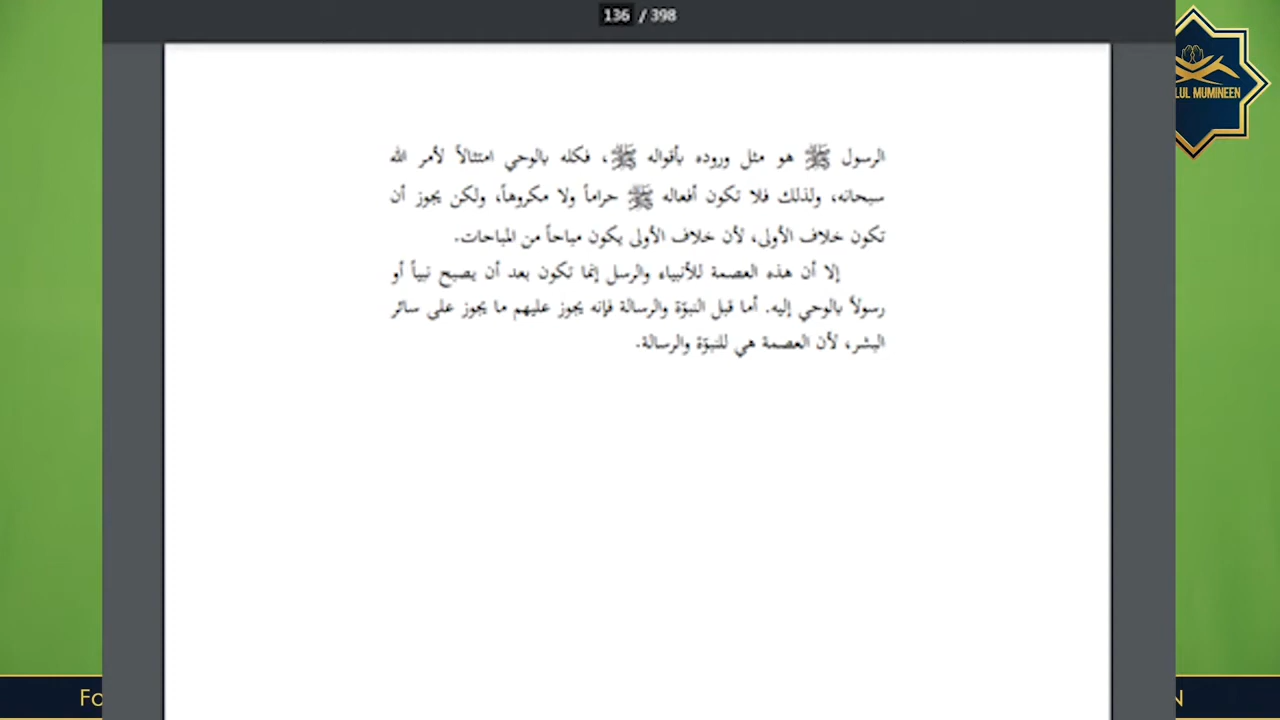 136 / 398
LUL MUMINEEN
الرسول ﷺ هو مثل وروده بأقواله ﷺ، فكله بالوحي امتثالاً لأمر الله
سبحانه، ولذلك فلا تكون أفعاله ﷺ حراماً ولا مكروهاً، ولكن يجوز أن
تكون خلاف الأولى، لأن خلاف الأولى يكون مباحاً من المباحات.
إلا أن هذه العصمة للأنبياء والرسل إنما تكون بعد أن يصبح نبياً أو
رسولاً بالوحي إليه. أما قبل النبوّة والرسالة فإنه يجوز عليهم ما يجوز على سائر
البشر، لأن العصمة هي للنبوّة والرسالة.
Fo
N